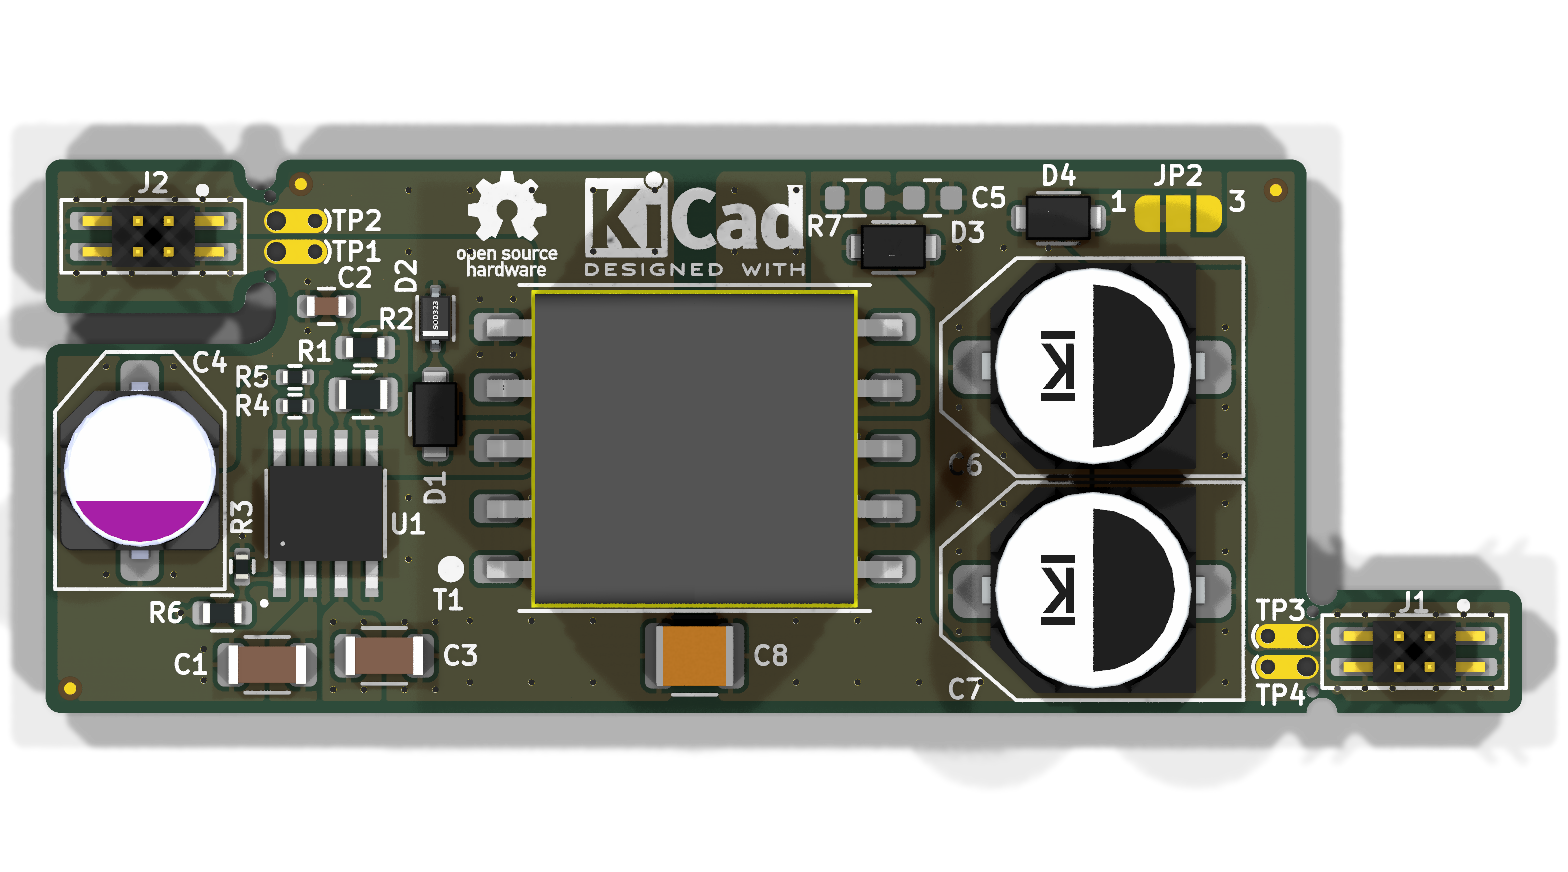 J2
TP2
TP1
C2
D2
R2
R1
R5
R4
C4
open source
hardware
KiCad
DESIGNED WITH
R7
C5
D3
D4
JP2
1
3
SOD323
D1
U1
R3
R6
T1
C1
C3
C8
C6
C7
TP3
TP4
J1